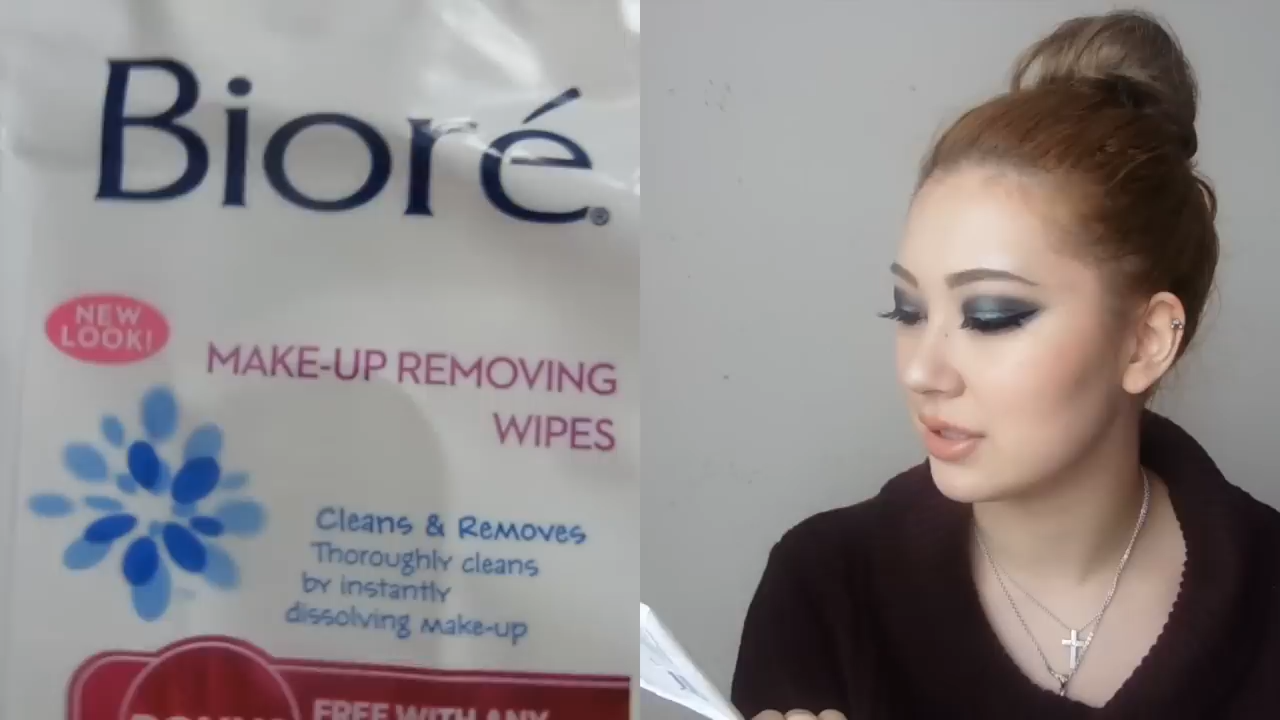 Bioré®
NEW
LOOK!
MAKE-UP REMOVING
WIPES
Cleans & Removes
Thoroughly cleans
by instantly
dissolving make-up
FREE WITH ANY